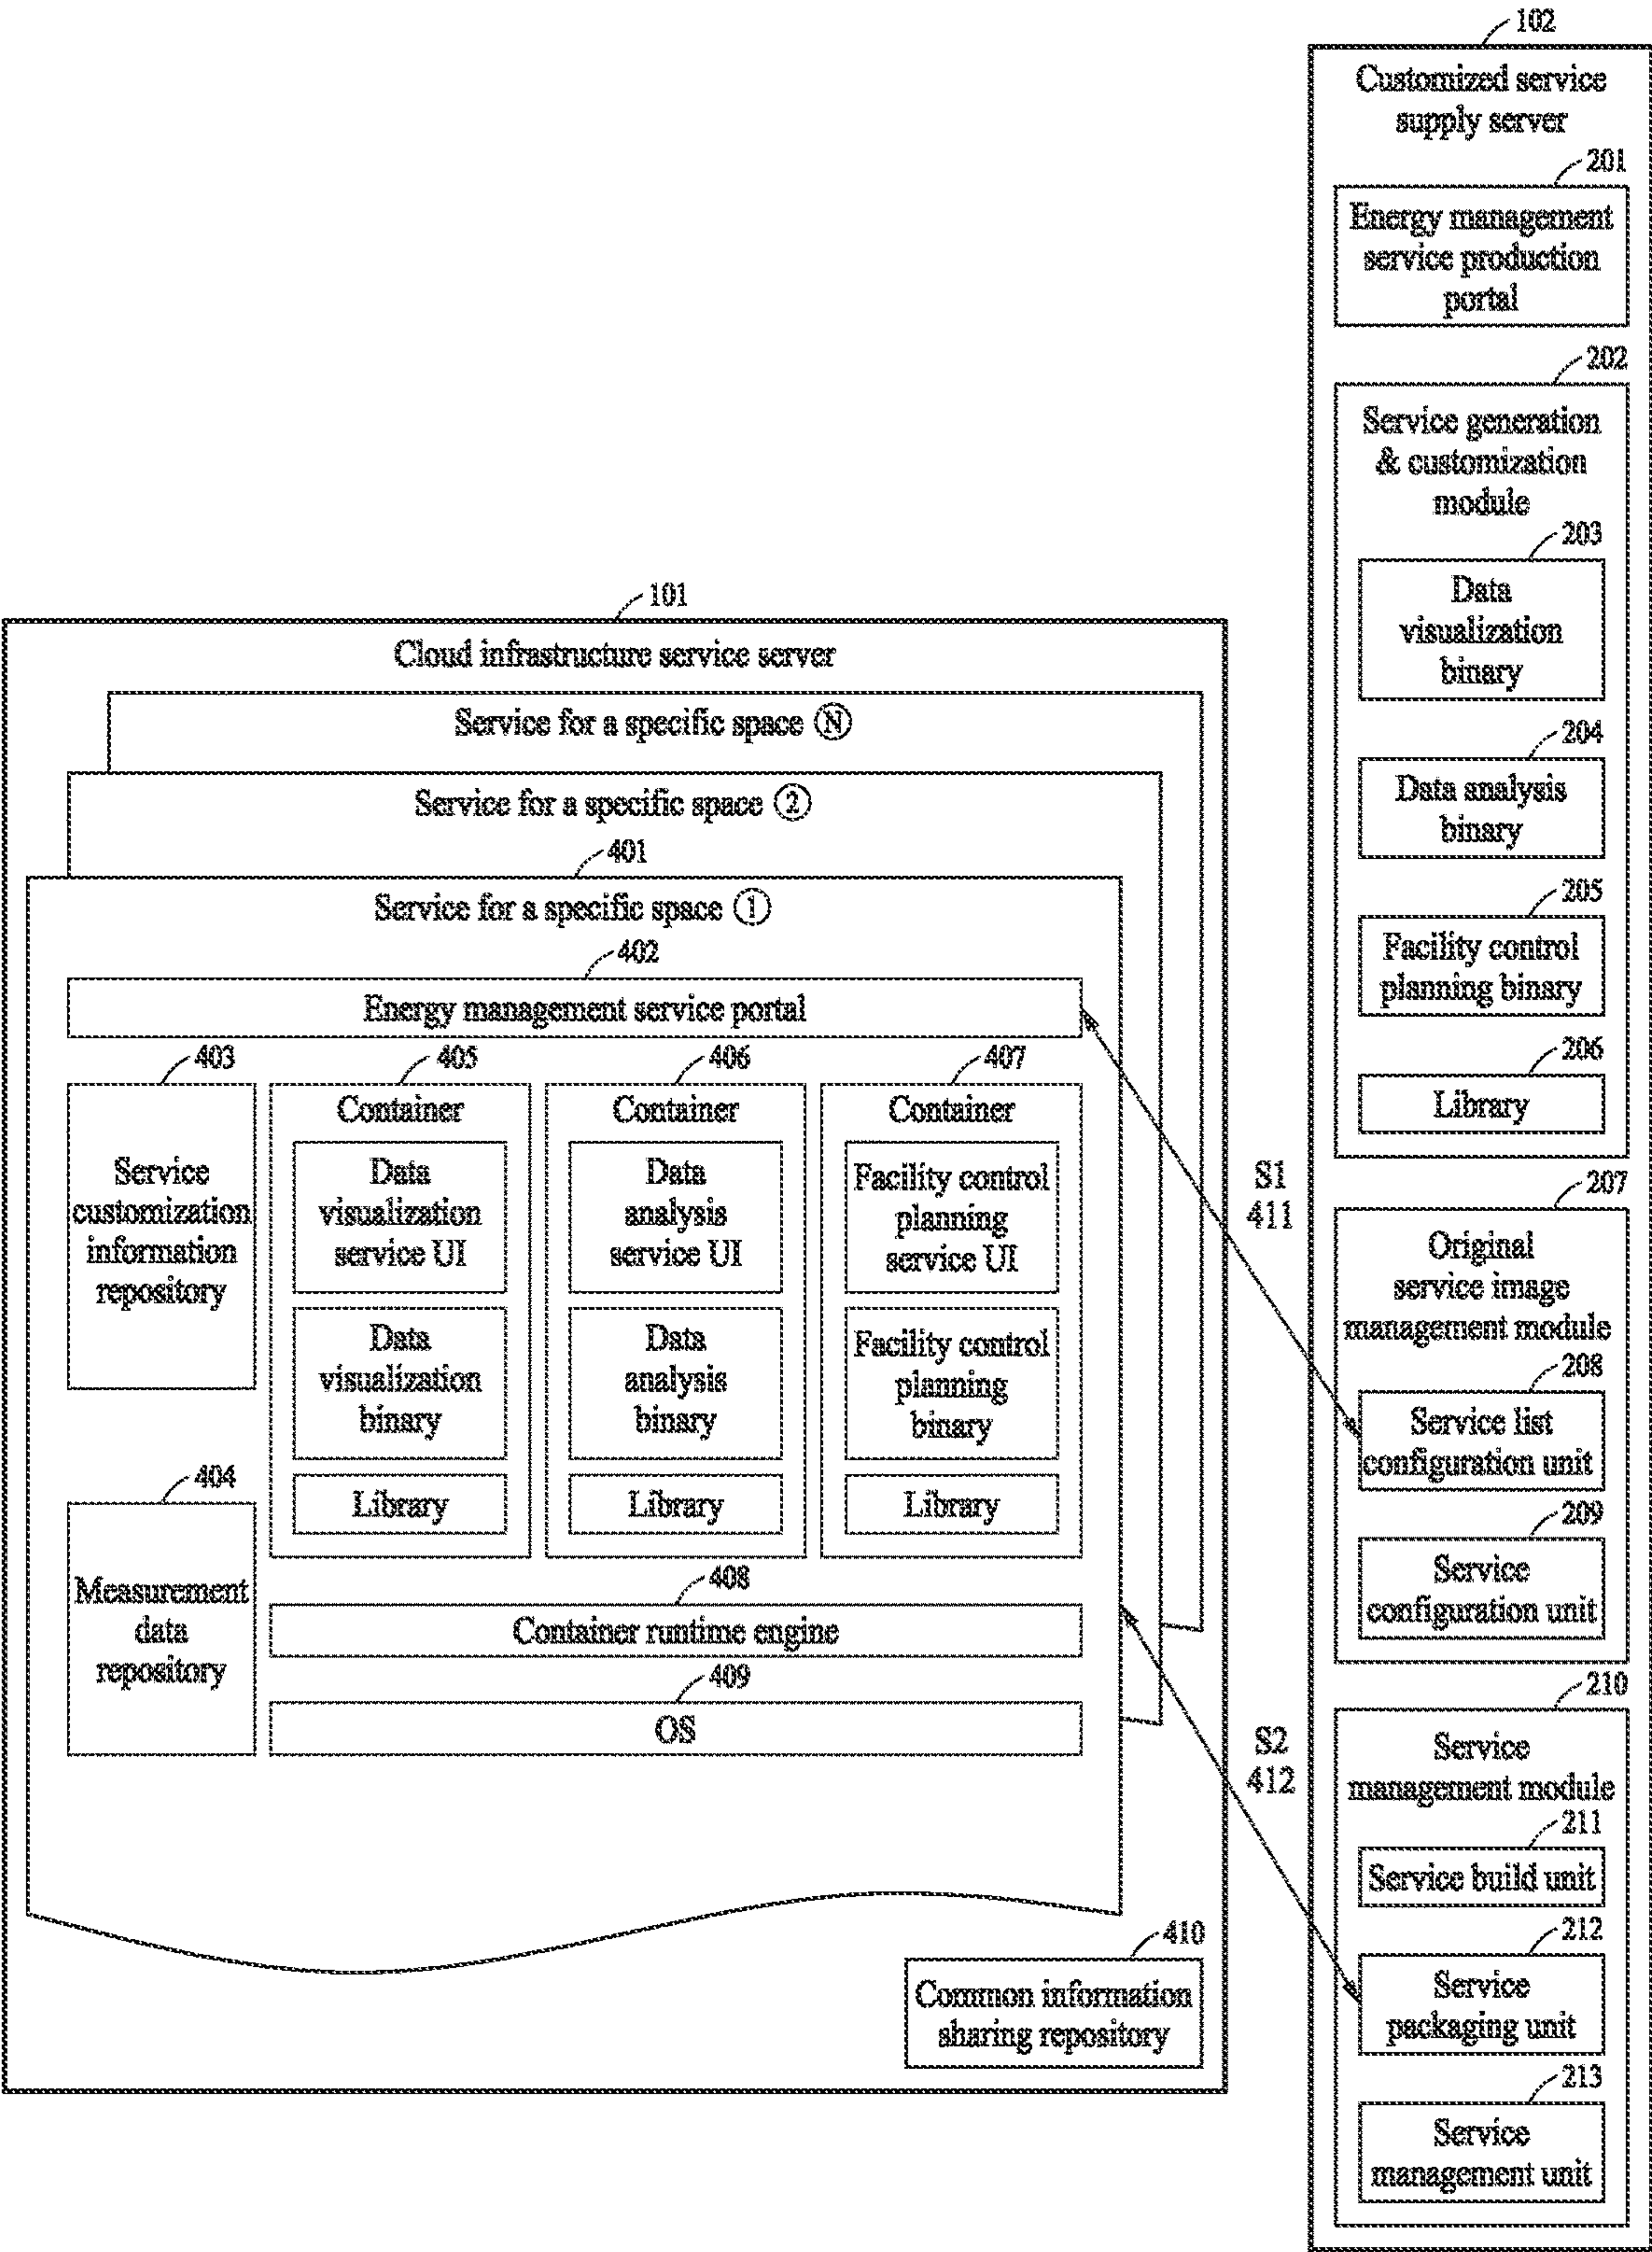 102
Customized service
supply server
201
Energy management
service production
portal
202
Service generation
& customization
module
203
Data
visualization
binary
204
Data analysis
binary
205
Facility control
planning binary
206
Library
207
Original
service image
management module
208
Service list
configuration unit
209
Service
configuration unit
210
Service
management module
211
Service build unit
212
Service
packaging unit
213
Service
management unit
101
Cloud infrastructure service server
Service for a specific space Ⓝ
Service for a specific space ②
401
Service for a specific space ①
402
Energy management service portal
403
Service
customization
information
repository
404
Measurement
data
repository
405
Container
Data
visualization
service UI
Data
visualization
binary
Library
406
Container
Data
analysis
service UI
Data
analysis
binary
Library
407
Container
Facility control
planning
service UI
Facility control
planning
binary
Library
408
Container runtime engine
409
OS
410
Common information
sharing repository
S1
411
S2
412